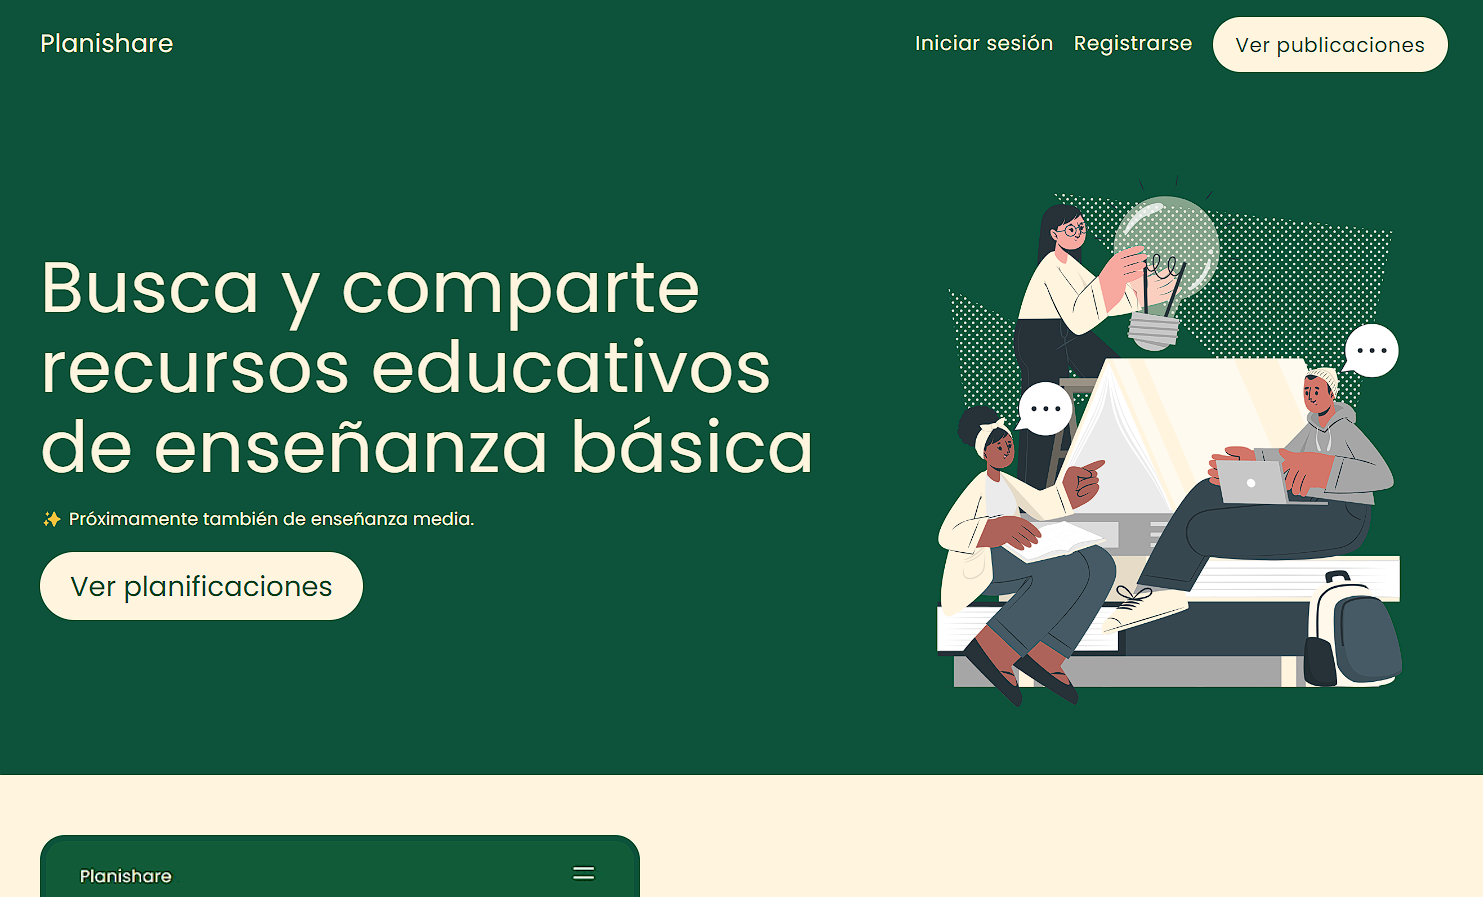 Planishare
Iniciar sesión
Registrarse
Ver publicaciones
Busca y comparte
recursos educativos
de enseñanza básica
✨ Próximamente también de enseñanza media.
Ver planificaciones
Planishare